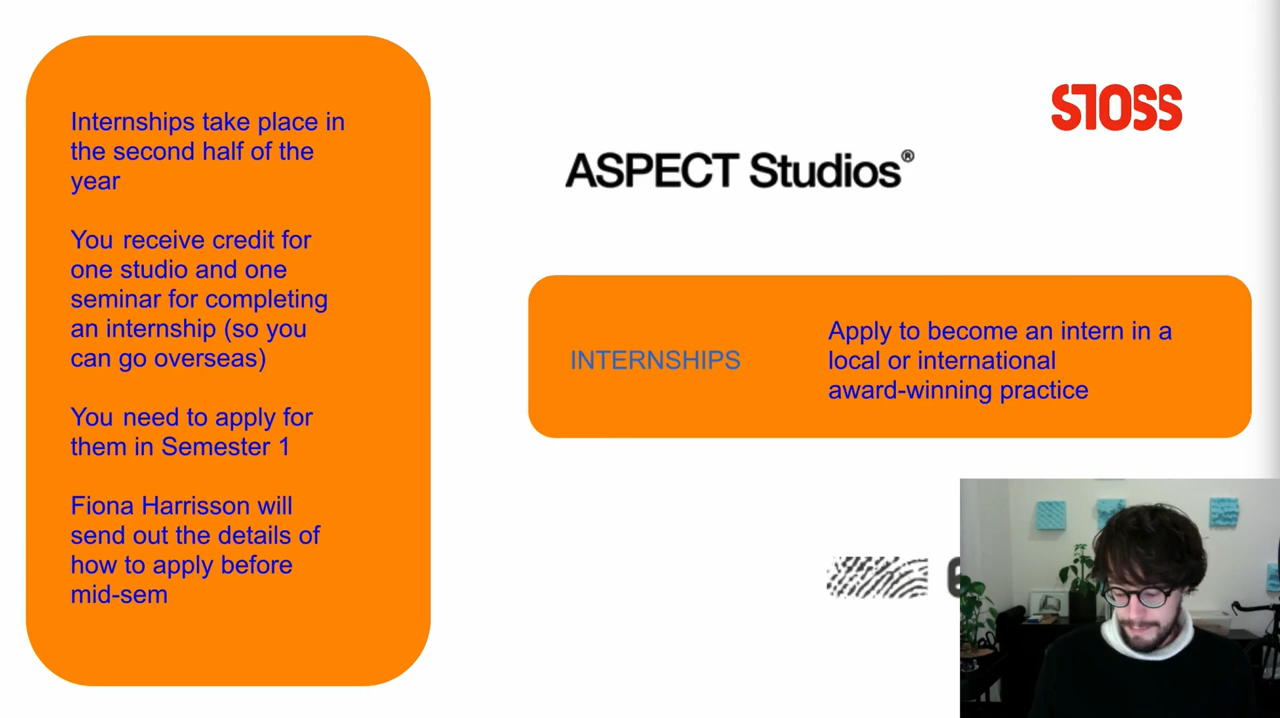 Internships take place in
the second half of the
year
You receive credit for
one studio and one
seminar for completing
an internship (so you
can go overseas)
You need to apply for
them in Semester 1
Fiona Harrisson will
send out the details of
how to apply before
mid-sem
STOSS
ASPECT Studios®
INTERNSHIPS
Apply to become an intern in a
local or international
award-winning practice